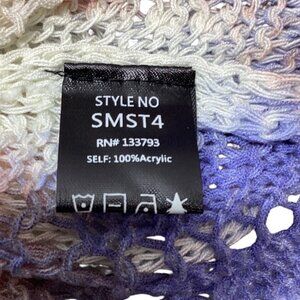 STYLE NO
SMST4
RN# 133793
SELF: 100%Acrylic